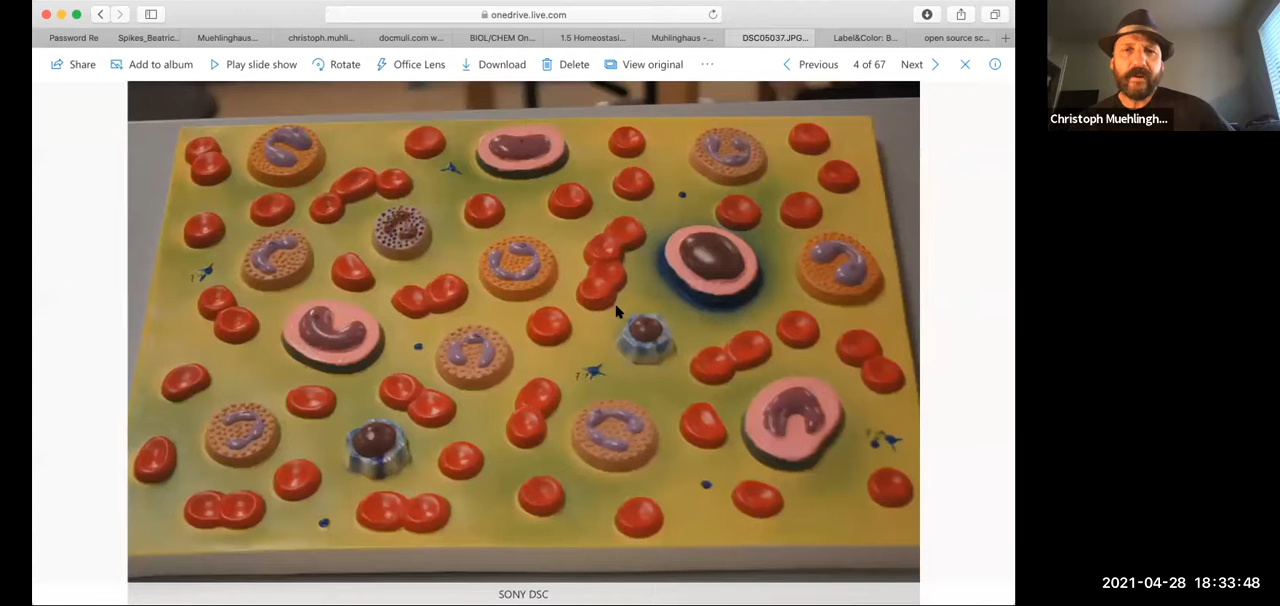 onedrive.live.com
Password Re
Spikes_Beatric...
Muehlinghaus...
christoph.muhli...
docmuli.com w...
BIOL/CHEM On...
1.5 Homeostasi...
Muhlinghaus -...
DSC05037.JPG...
Label&Color: B...
open source sc...
Share
Add to album
Play slide show
Rotate
Office Lens
Download
Delete
View original
Previous
4 of 67
Next
Christoph Muehlingh...
7
7
SONY DSC
2021-04-28 18:33:48